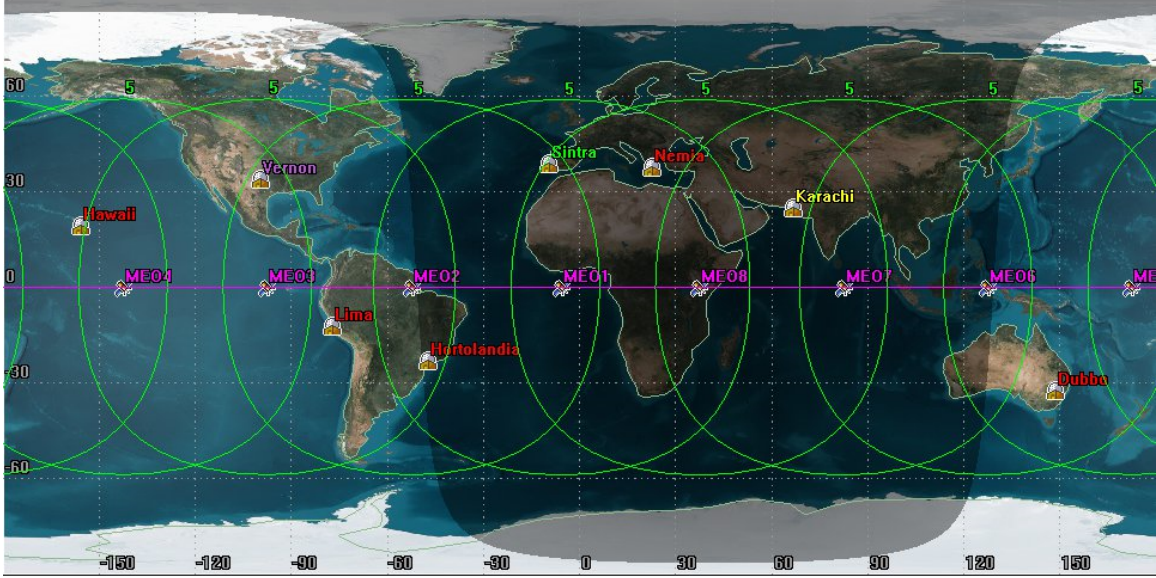 60
5 5 5 5 5 5 5 5
Vernon
Sintra
Nemia
30
Karachi
Hawaii
0
MEO4 MEO3 MEO2 MEO1 MEO8 MEO7 MEO6 ME
Lima
Hortolandia
-30
Dubbo
-60
-150 -120 -90 -60 -30 0 30 60 90 120 150